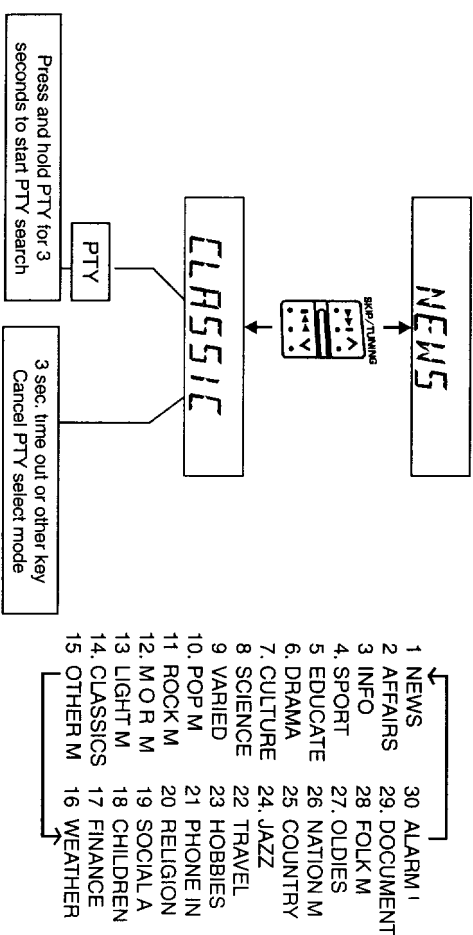 NEWS
SKIP/TUNING
CLASSIC
PTY
Press and hold PTY for 3
seconds to start PTY search
3 sec. time out or other key
Cancel PTY select mode
1 NEWS 30 ALARM !
2 AFFAIRS 29. DOCUMENT
3 INFO 28 FOLK M
4. SPORT 27. OLDIES
5 EDUCATE 26 NATION M
6. DRAMA 25 COUNTRY
7. CULTURE 24. JAZZ
8 SCIENCE 22 TRAVEL
9 VARIED 23 HOBBIES
10. POP M 21 PHONE IN
11 ROCK M 20 RELIGION
12. M O R M 19 SOCIAL A
13 LIGHT M 18 CHILDREN
14. CLASSICS 17 FINANCE
15 OTHER M 16 WEATHER